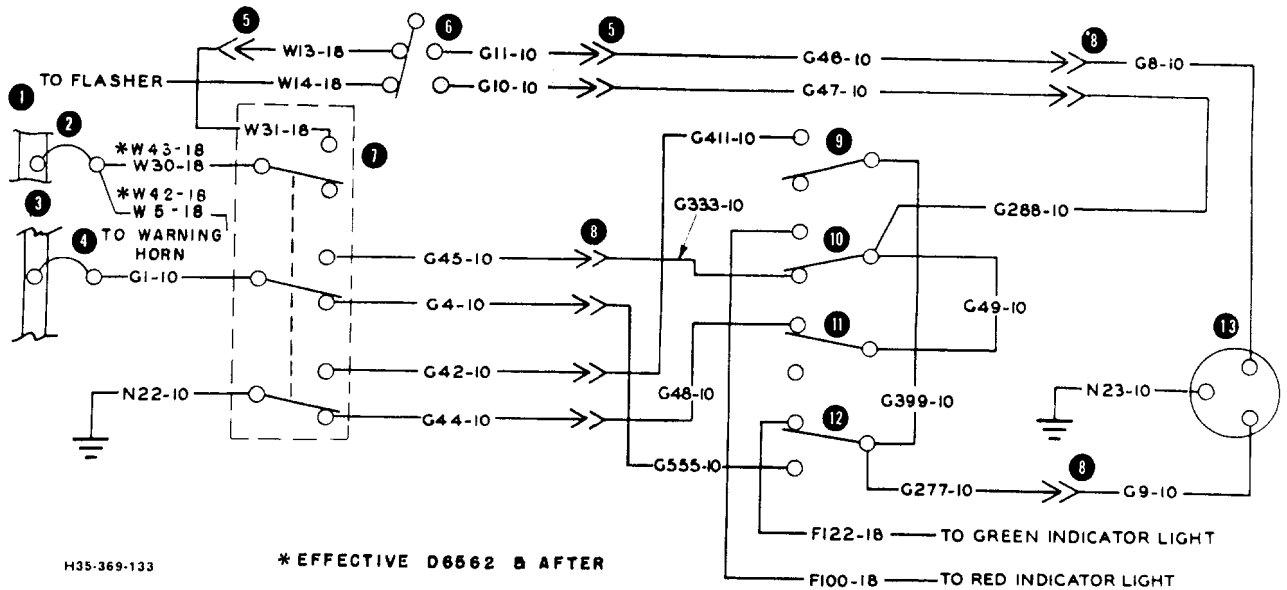 5
6
5
*8
W13-18
G11-10
G46-10
G8-10
TO FLASHER
W14-18
G10-10
G47-10
1
2
W31-18
7
G411-10
9
*W43-18
W30-18
*W42-18
W5-18
TO WARNING
HORN
3
4
G333-10
G288-10
8
10
G1-10
G45-10
G4-10
G49-10
11
13
G42-10
G48-10
G399-10
N22-10
N23-10
G44-10
12
G555-10
G277-10
8
G9-10
F122-18
TO GREEN INDICATOR LIGHT
H35-369-133
*EFFECTIVE D6562 & AFTER
F100-18
TO RED INDICATOR LIGHT